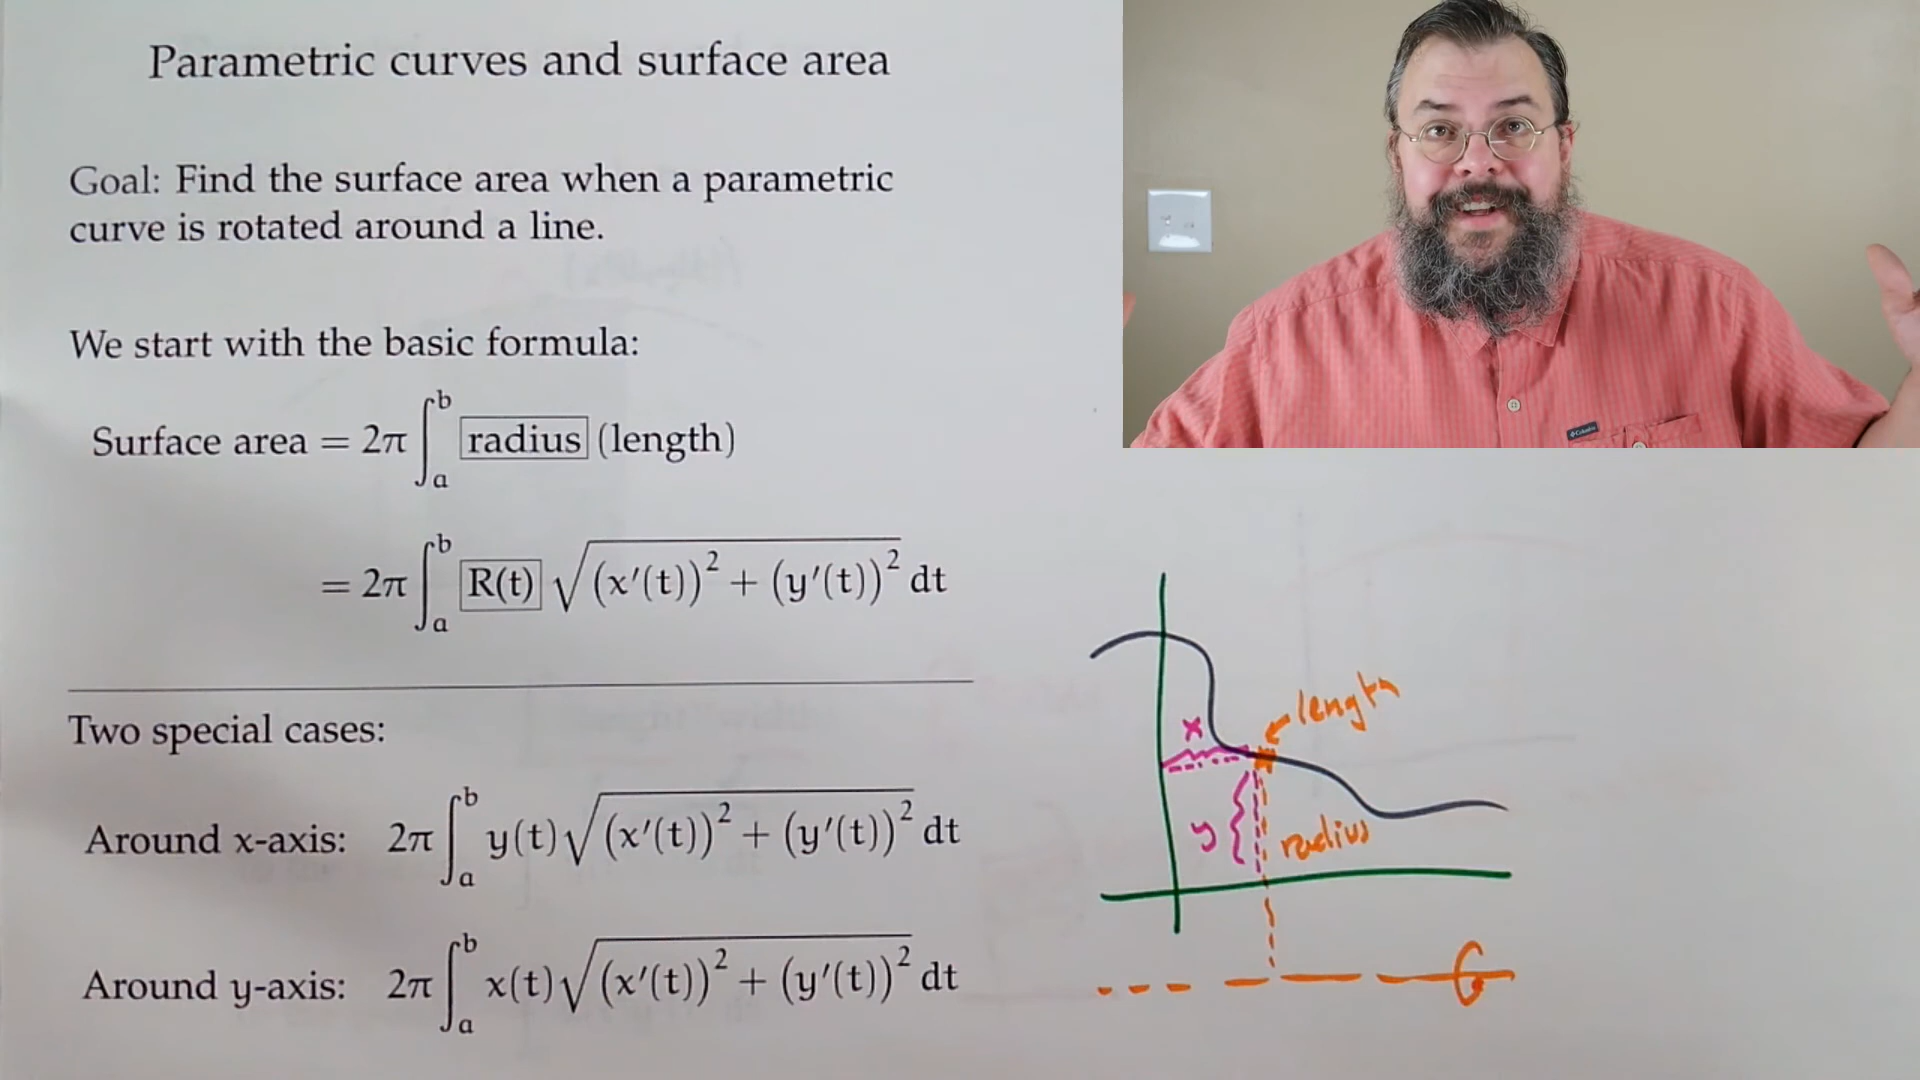 Parametric curves and surface area
Goal: Find the surface area when a parametric
curve is rotated around a line.
We start with the basic formula:
Surface area = 2π ∫_a^b radius (length)
= 2π ∫_a^b R(t) √((x′(t))² + (y′(t))²) dt
Two special cases:
Around x-axis: 2π ∫_a^b y(t) √((x′(t))² + (y′(t))²) dt
Around y-axis: 2π ∫_a^b x(t) √((x′(t))² + (y′(t))²) dt
length
x
y
radius
Columbia